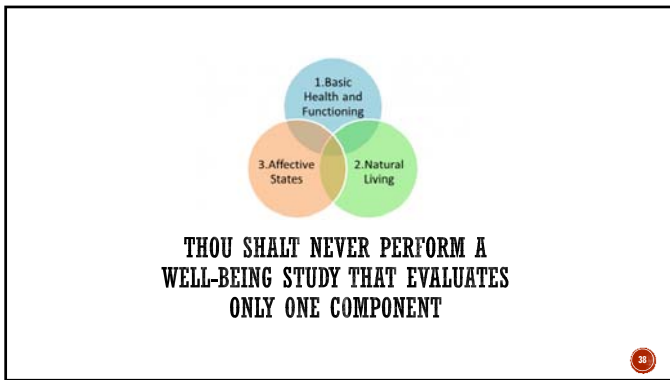 1.Basic
Health and
Functioning
3.Affective
States
2.Natural
Living
THOU SHALT NEVER PERFORM A
WELL-BEING STUDY THAT EVALUATES
ONLY ONE COMPONENT
38